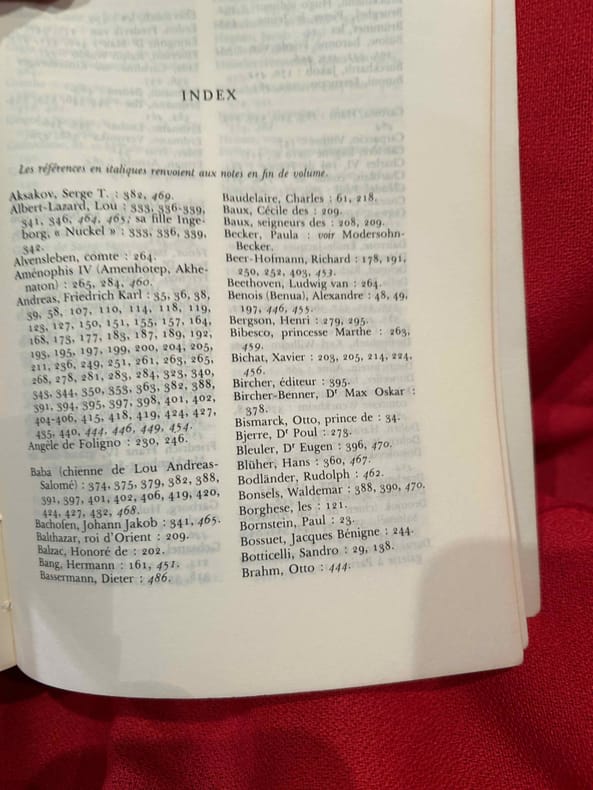 INDEX
Les références en italiques renvoient aux notes en fin de volume.
Aksakov, Serge T. : 382, 469.
Albert-Lazard, Lou : 333, 336-339,
341, 346, 464, 465; sa fille Inge-
borg, « Nuckel » : 333, 336, 339,
342.
Alvensleben, comte : 264.
Aménophis IV (Amenhotep, Akhe-
naton) : 265, 284, 460.
Andreas, Friedrich Karl : 35, 36, 38,
39, 58, 107, 110, 114, 118, 119,
123, 127, 150, 151, 155, 157, 164,
168, 173, 177, 183, 187, 189, 192,
193, 195, 197, 199, 200, 204, 205,
211, 236, 249, 251, 261, 263, 265,
268, 278, 281, 283, 284, 323, 340,
343, 344, 350, 353, 363, 382, 388,
391, 394, 395, 397, 398, 401, 402,
404-406, 415, 418, 419, 424, 427,
435, 440, 444, 446, 449, 454.
Angèle de Foligno : 230, 246.
Baba (chienne de Lou Andreas-
Salomé) : 374, 375, 379, 382, 388,
391, 397, 401, 402, 406, 419, 420,
424, 427, 432, 468.
Bachofen, Johann Jakob : 341, 465.
Balthazar, roi d'Orient : 209.
Balzac, Honoré de : 202.
Bang, Hermann : 161, 451.
Bassermann, Dieter : 486.
Baudelaire, Charles : 61, 218.
Baux, Cécile des : 209.
Baux, seigneurs des : 208, 209.
Becker, Paula : voir Modersohn-
Becker.
Beer-Hofmann, Richard : 178, 191,
250, 252, 403, 453.
Beethoven, Ludwig van : 264.
Benois (Benua), Alexandre : 48, 49,
197, 446, 455.
Bergson, Henri : 279, 295.
Bibesco, princesse Marthe : 263,
459.
Bichat, Xavier : 203, 205, 214, 224,
456.
Bircher, éditeur : 395.
Bircher-Benner, Dr Max Oskar :
378.
Bismarck, Otto, prince de : 34.
Bjerre, Dr Poul : 273.
Bleuler, Dr Eugen : 396, 470.
Blüher, Hans : 360, 467.
Bodländer, Rudolph : 462.
Bonsels, Waldemar : 388, 390, 470.
Borghese, les : 121.
Bornstein, Paul : 23.
Bossuet, Jacques Bénigne : 244.
Botticelli, Sandro : 29, 138.
Brahm, Otto : 444.